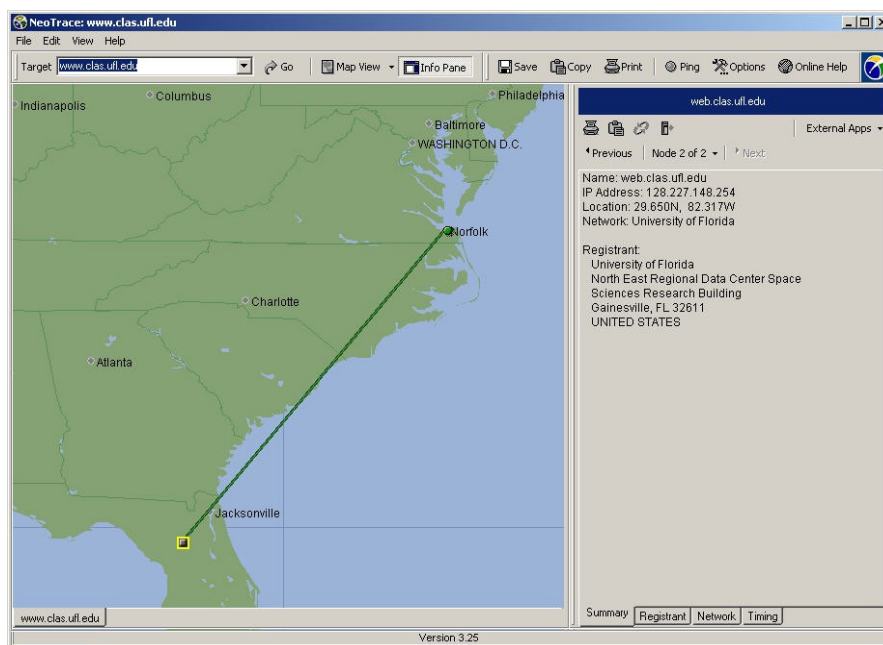 NeoTrace: www.clas.ufl.edu
File Edit View Help
Target www.clas.ufl.edu Go Map View Info Pane Save Copy Print Ping Options Online Help
Indianapolis
Columbus
Philadelphia
Baltimore
WASHINGTON D.C.
Norfolk
Charlotte
Atlanta
Jacksonville
www.clas.ufl.edu
web.clas.ufl.edu
External Apps
Previous Node 2 of 2 Next
Name: web.clas.ufl.edu
IP Address: 128.227.148.254
Location: 29.650N, 82.317W
Network: University of Florida
Registrant:
University of Florida
North East Regional Data Center Space
Sciences Research Building
Gainesville, FL 32611
UNITED STATES
Summary Registrant Network Timing
Version 3.25